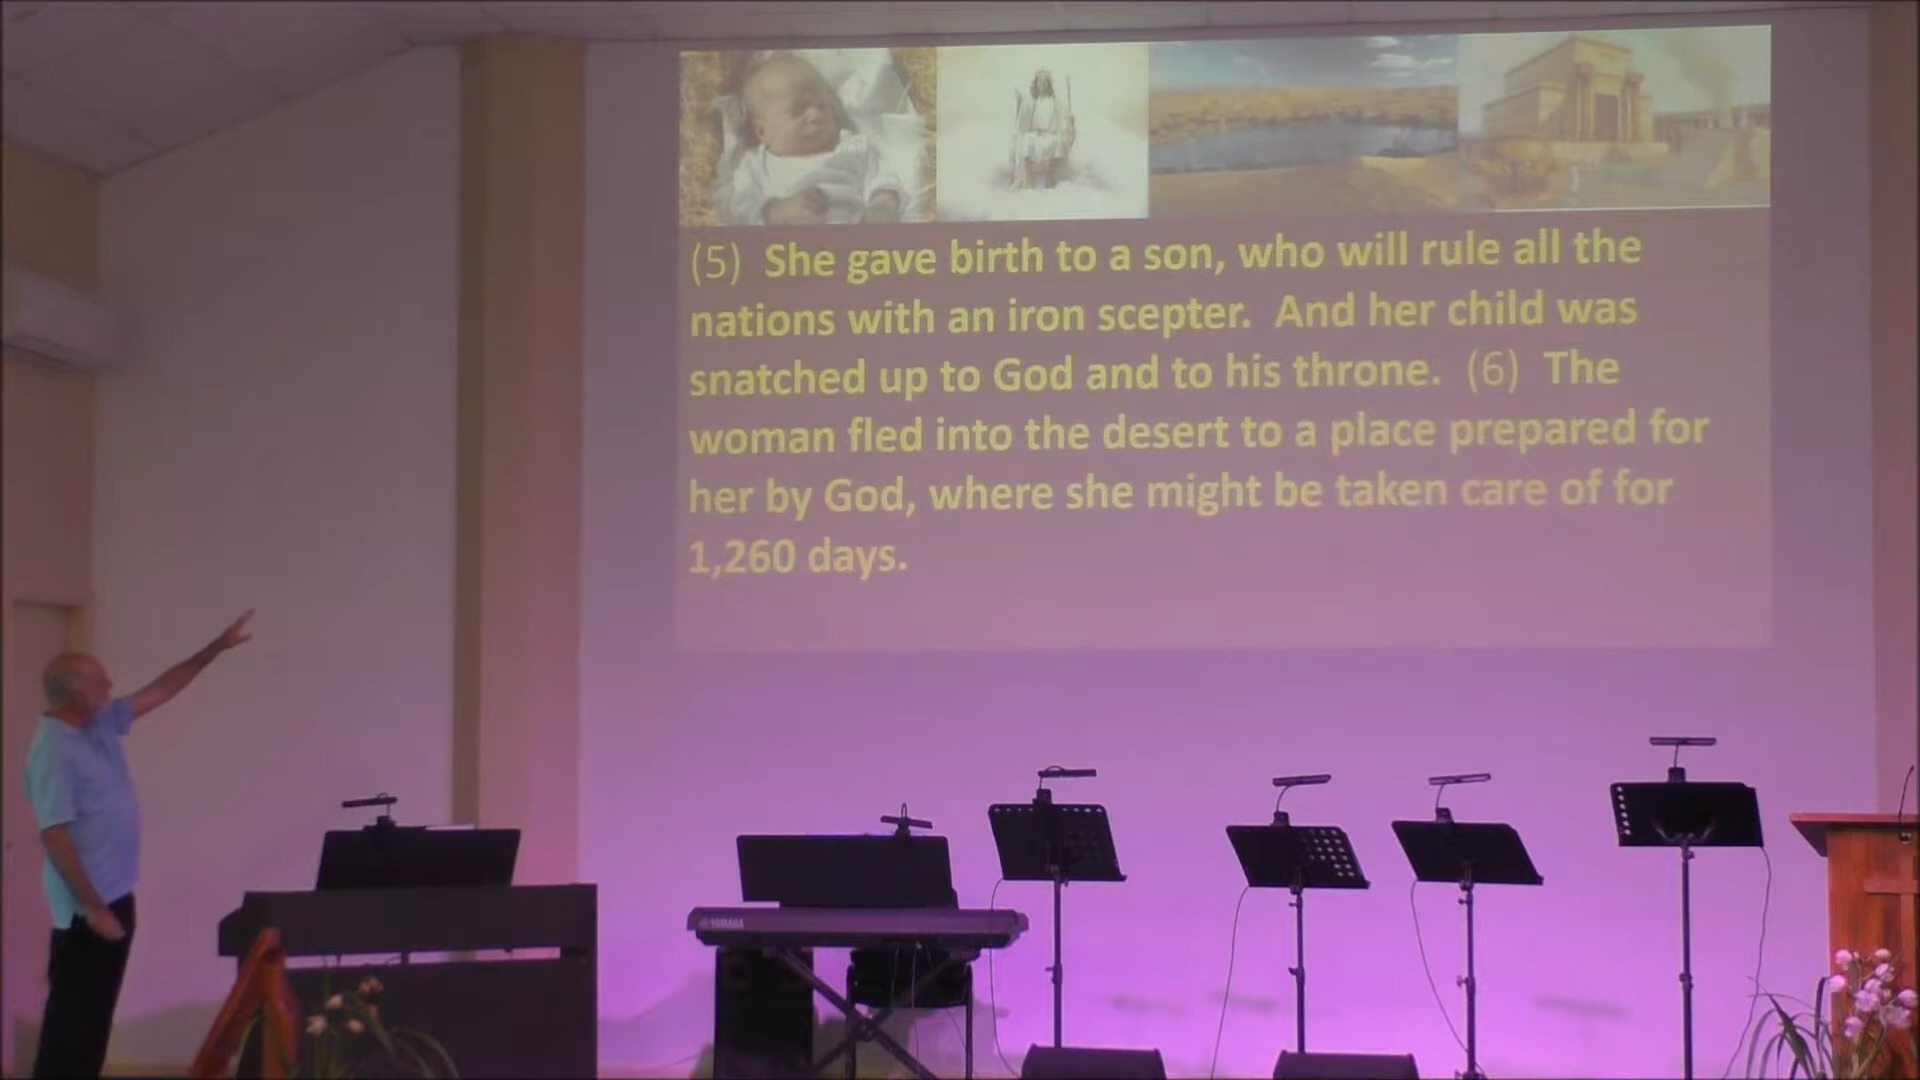 (5) She gave birth to a son, who will rule all the
nations with an iron scepter. And her child was
snatched up to God and to his throne. (6) The
woman fled into the desert to a place prepared for
her by God, where she might be taken care of for
1,260 days.
YAMAHA